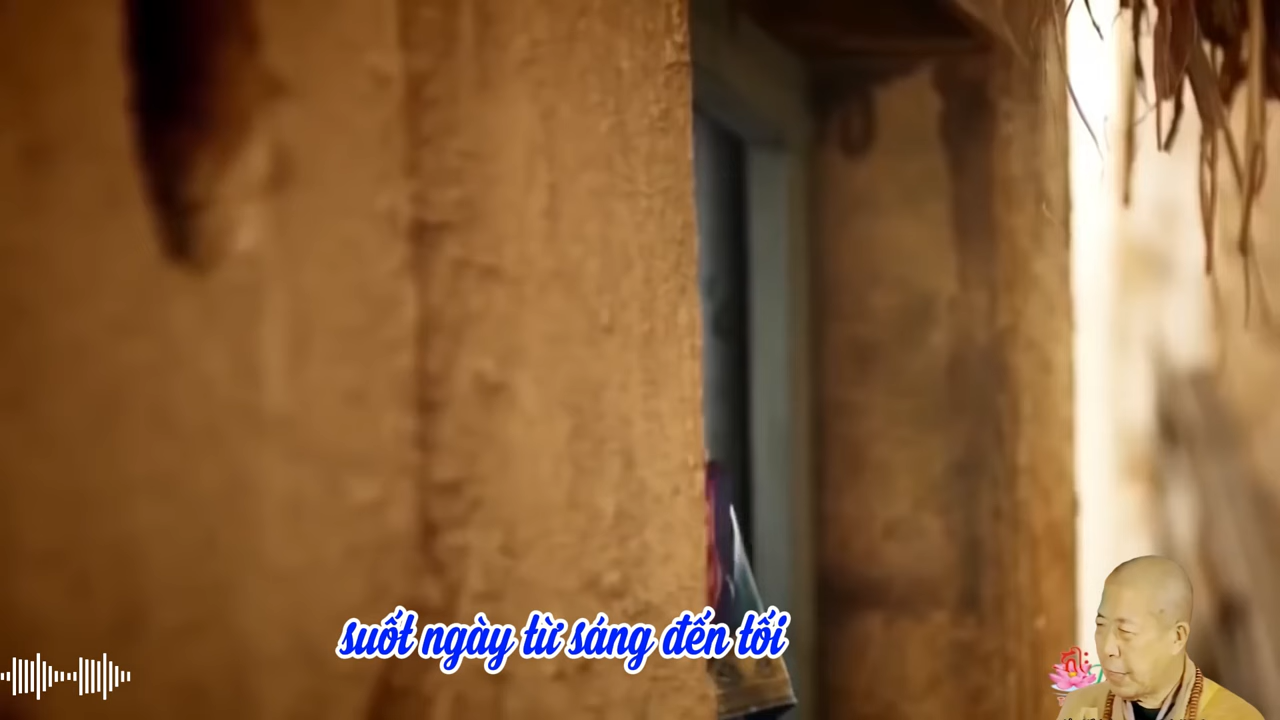 suốt ngày từ sáng đến tối